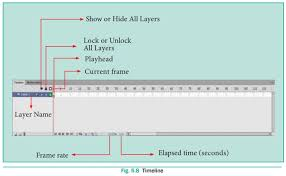 Show or Hide All Layers
Lock or Unlock
All Layers
Playhead
Current frame
Layer Name
Frame rate
Elapsed time (seconds)
Fig. 5.8 Timeline